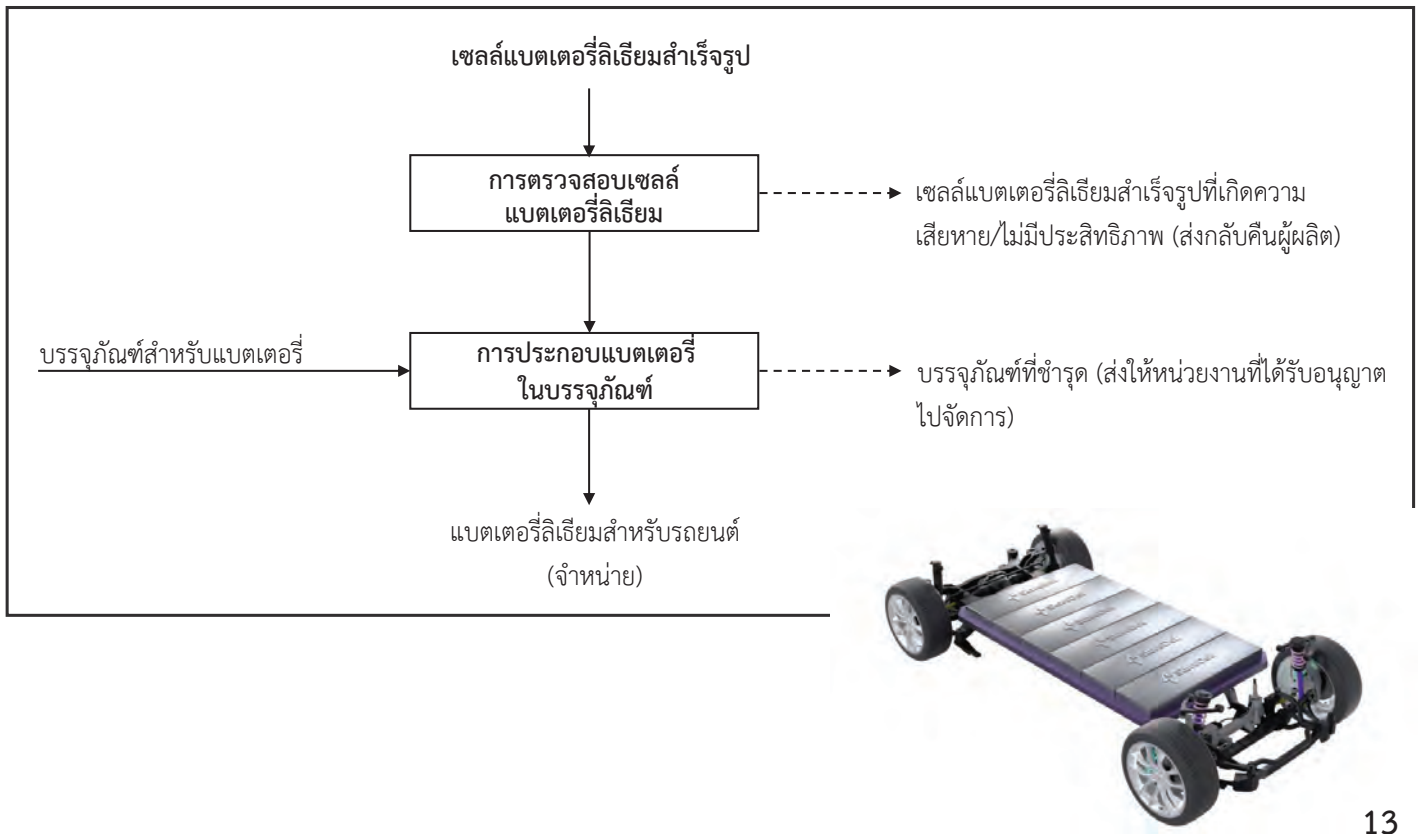 เซลล์แบตเตอรี่ลิเธียมสำเร็จรูป
การตรวจสอบเซลล์
แบตเตอรี่ลิเธียม
เซลล์แบตเตอรี่ลิเธียมสำเร็จรูปที่เกิดความ
เสียหาย/ไม่มีประสิทธิภาพ (ส่งกลับคืนผู้ผลิต)
บรรจุภัณฑ์สำหรับแบตเตอรี่
การประกอบแบตเตอรี่
ในบรรจุภัณฑ์
บรรจุภัณฑ์ที่ชำรุด (ส่งให้หน่วยงานที่ได้รับอนุญาต
ไปจัดการ)
แบตเตอรี่ลิเธียมสำหรับรถยนต์
(จำหน่าย)
13